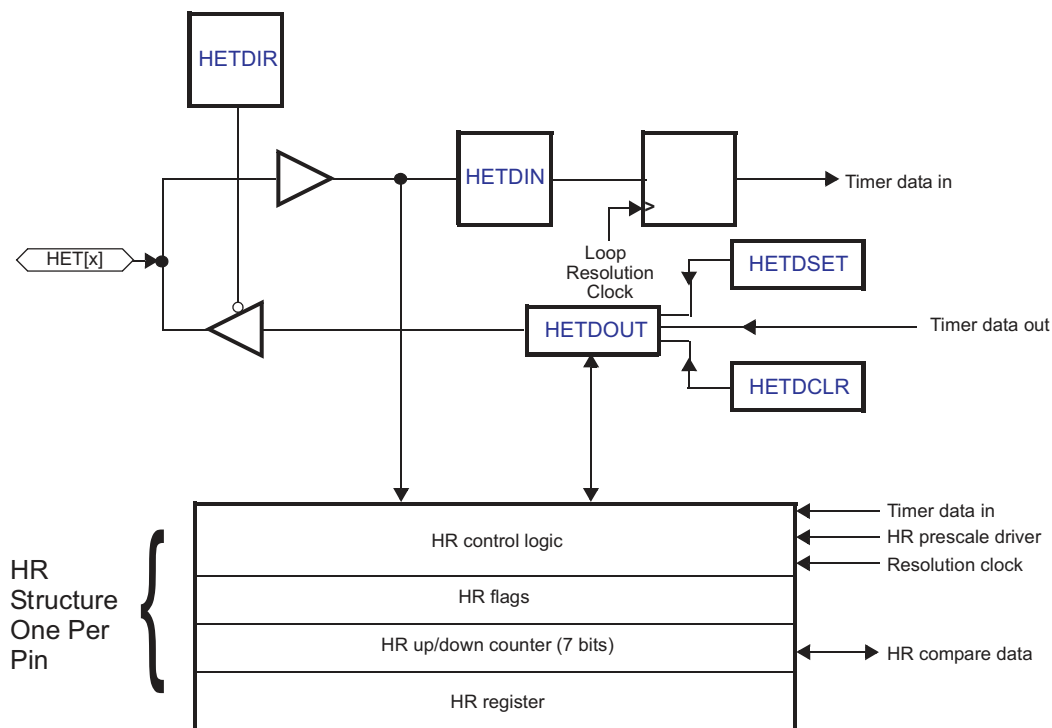 HETDIR
HETDIN
Timer data in
HET[x]
Loop
Resolution
Clock
HETDSET
HETDOUT
Timer data out
HETDCLR
HR
Structure
One Per
Pin
HR control logic
HR flags
HR up/down counter (7 bits)
HR register
Timer data in
HR prescale driver
Resolution clock
HR compare data